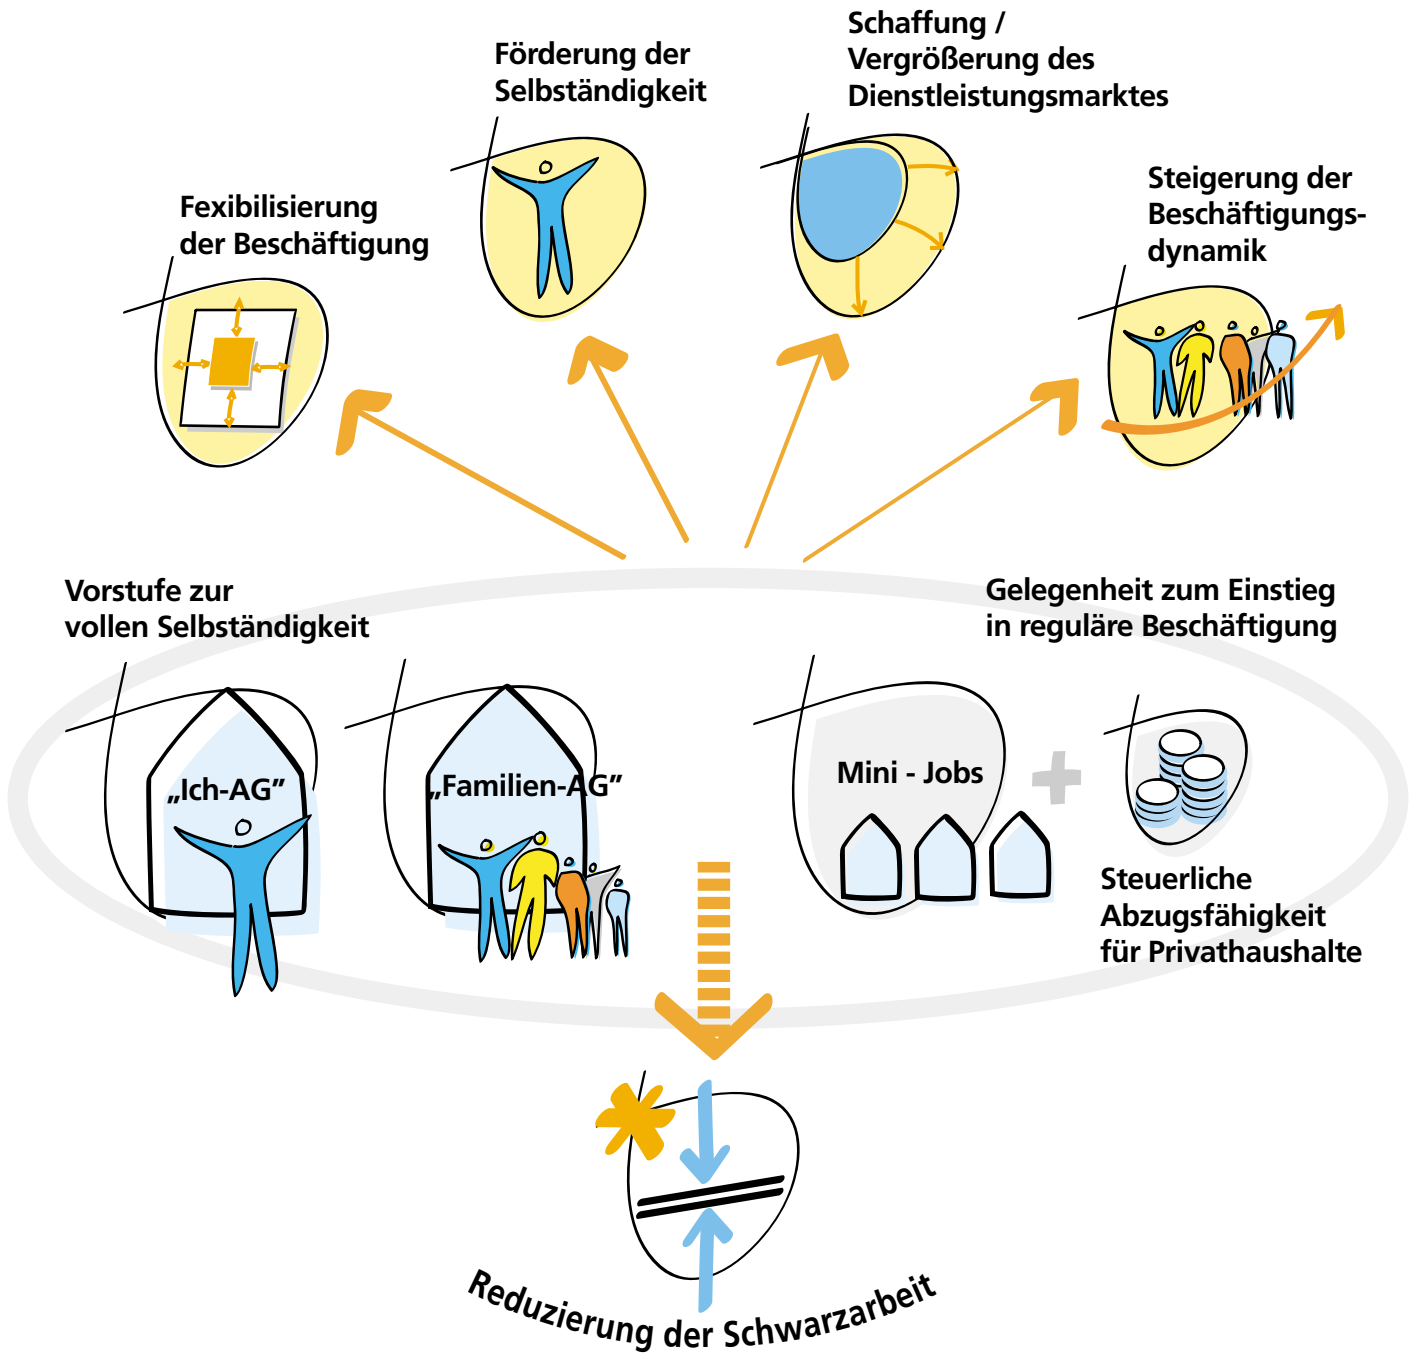 Schaffung /
Vergrößerung des
Dienstleistungsmarktes
Förderung der
Selbständigkeit
Steigerung der
Beschäftigungs-
dynamik
Fexibilisierung
der Beschäftigung
Vorstufe zur
vollen Selbständigkeit
Gelegenheit zum Einstieg
in reguläre Beschäftigung
„Ich-AG”
„Familien-AG”
Mini - Jobs
Steuerliche
Abzugsfähigkeit
für Privathaushalte
Reduzierung der Schwarzarbeit